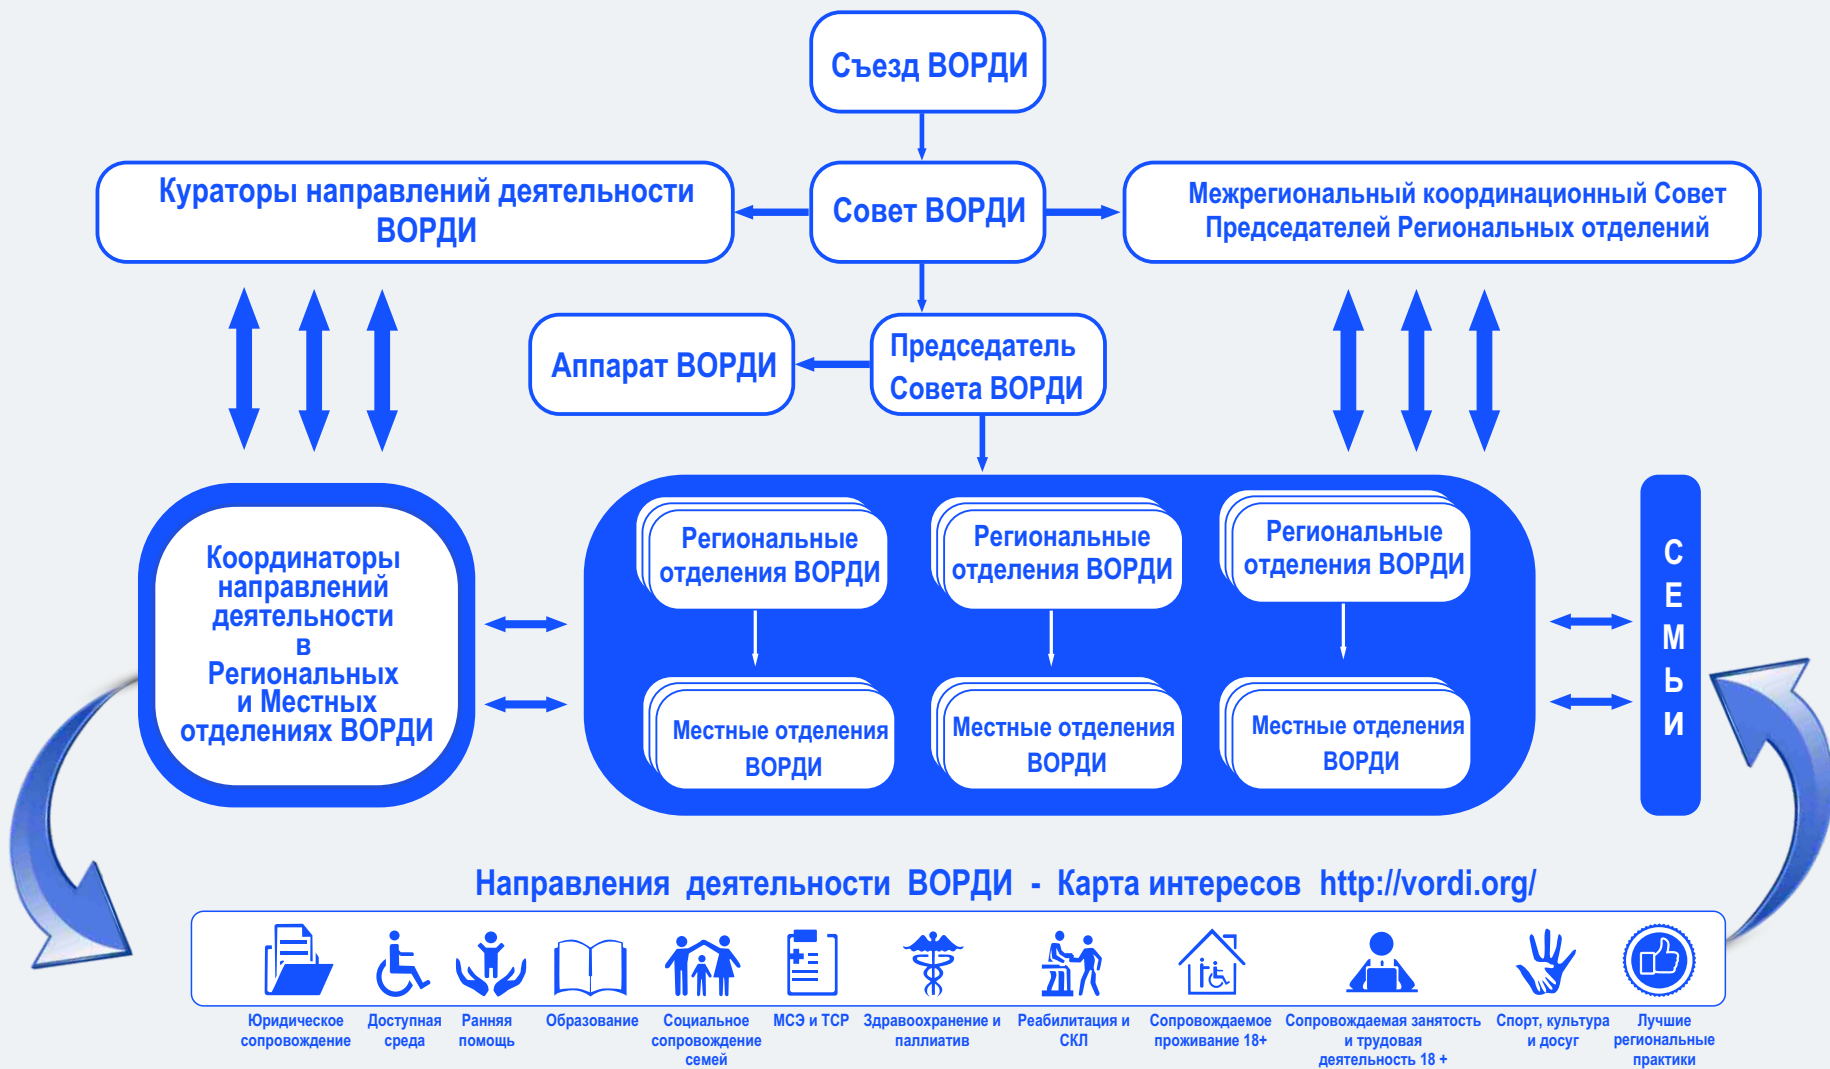 Съезд ВОРДИ
Кураторы направлений деятельности
ВОРДИ
Совет ВОРДИ
Межрегиональный координационный Совет
Председателей Региональных отделений
Аппарат ВОРДИ
Председатель
Совета ВОРДИ
Координаторы
направлений
деятельности
в
Региональных
и Местных
отделениях ВОРДИ
Региональные
отделения ВОРДИ
Региональные
отделения ВОРДИ
Региональные
отделения ВОРДИ
Местные отделения
ВОРДИ
Местные отделения
ВОРДИ
Местные отделения
ВОРДИ
С
Е
М
Ь
И
Направления деятельности ВОРДИ - Карта интересов http://vordi.org/
Юридическое
сопровождение
Доступная
среда
Ранняя
помощь
Образование
Социальное
сопровождение
семей
МСЭ и ТСР
Здравоохранение и
паллиатив
Реабилитация и
СКЛ
Сопровождаемое
проживание 18+
Сопровождаемая занятость
и трудовая
деятельность 18 +
Спорт, культура
и досуг
Лучшие
региональные
практики